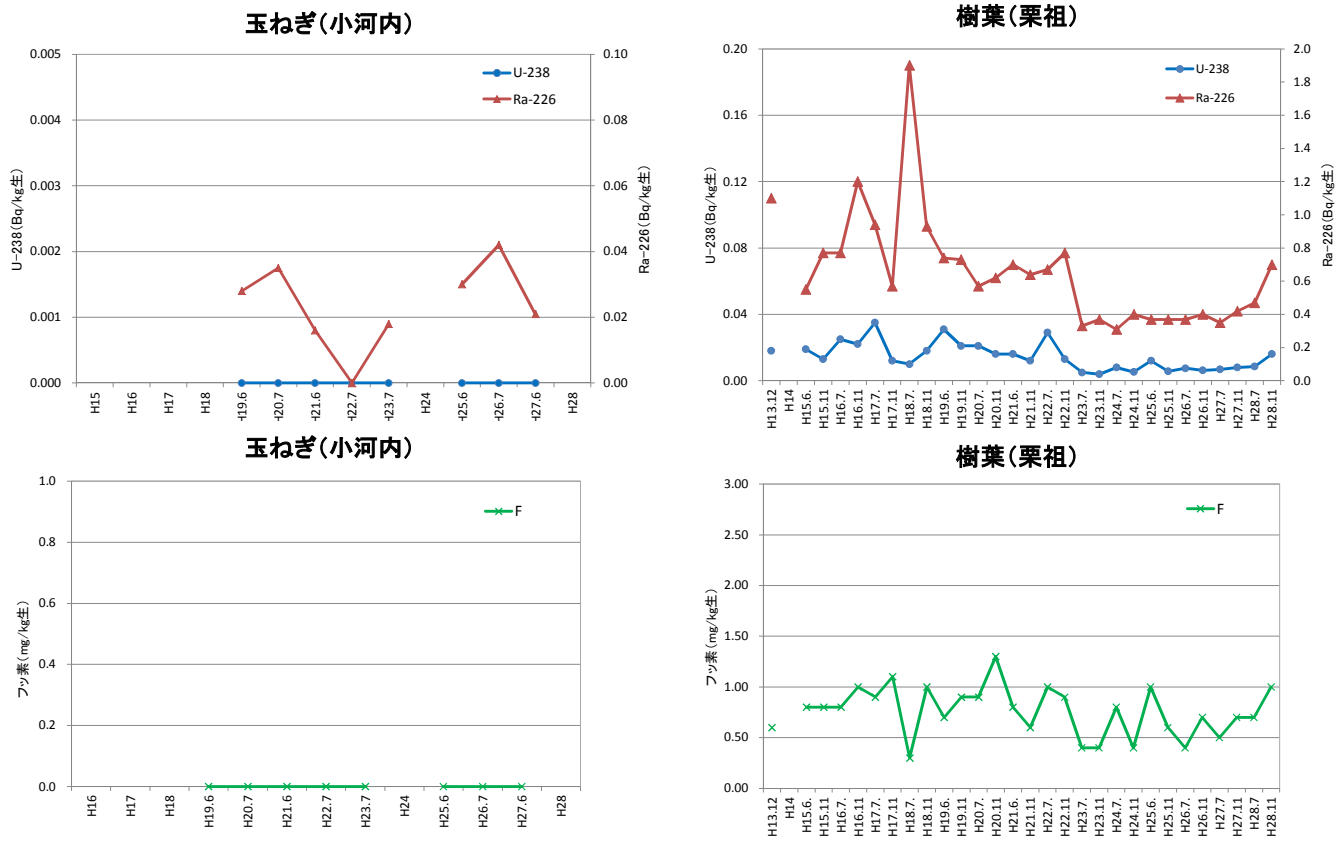 玉ねぎ(小河内)
U-238(Bq/kg生)
0.005
0.004
0.003
0.002
0.001
0.000
Ra-226(Bq/kg生)
0.10
0.08
0.06
0.04
0.02
0.00
U-238
Ra-226
H15
H16
H17
H18
H19.6
H20.7
H21.6
H22.7
H23.7
H24
H25.6
H26.7
H27.6
H28
樹葉(栗祖)
U-238(Bq/kg生)
0.20
0.16
0.12
0.08
0.04
0.00
Ra-226(Bq/kg生)
2.0
1.8
1.6
1.4
1.2
1.0
0.8
0.6
0.4
0.2
0.0
U-238
Ra-226
H13.12
H14
H15.6.
H15.11
H16.7.
H16.11
H17.7.
H17.11
H18.7.
H18.11
H19.6.
H19.11
H20.7.
H20.11
H21.6.
H21.11
H22.7.
H22.11
H23.7.
H23.11
H24.7.
H24.11
H25.6.
H25.11
H26.7.
H26.11
H27.7
H27.11
H28.7
H28.11
玉ねぎ(小河内)
フッ素(mg/kg生)
1.0
0.8
0.6
0.4
0.2
0.0
F
H16
H17
H18
H19.6
H20.7
H21.6
H22.7
H23.7
H24
H25.6
H26.7
H27.6
H28
樹葉(栗祖)
フッ素(mg/kg生)
3.00
2.50
2.00
1.50
1.00
0.50
0.00
F
H13.12
H14
H15.6.
H15.11
H16.7.
H16.11
H17.7.
H17.11
H18.7.
H18.11
H19.6.
H19.11
H20.7.
H20.11
H21.6.
H21.11
H22.7.
H22.11
H23.7.
H23.11
H24.7.
H24.11
H25.6.
H25.11
H26.7.
H26.11
H27.7
H27.11
H28.7
H28.11